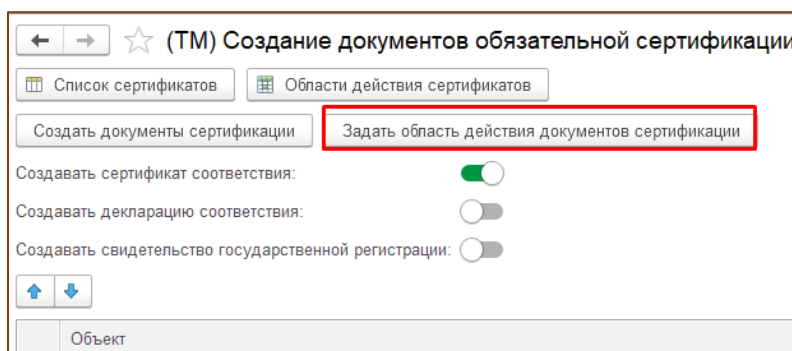 (ТМ) Создание документов обязательной сертификации
Список сертификатов Области действия сертификатов
Создать документы сертификации Задать область действия документов сертификации
Создавать сертификат соответствия:
Создавать декларацию соответствия:
Создавать свидетельство государственной регистрации:
Объект